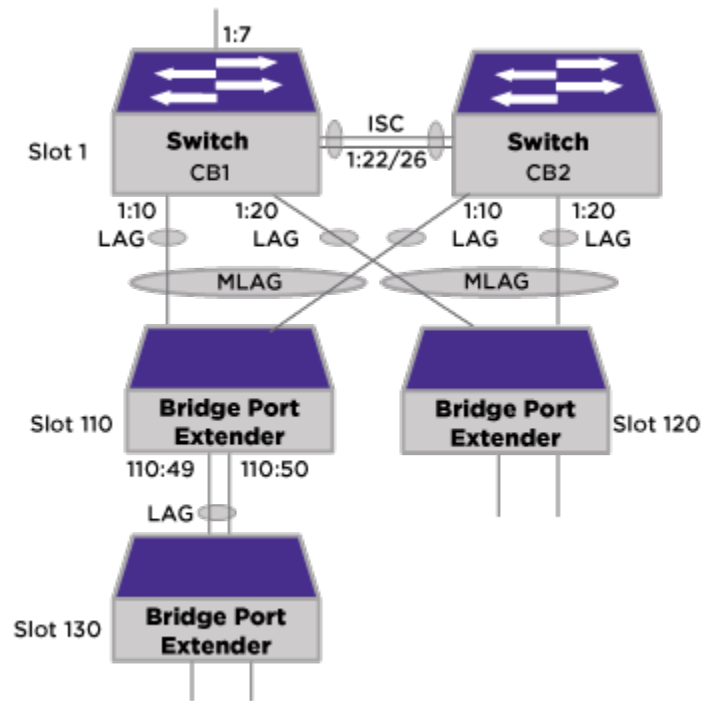 1:7
Slot 1
Switch
CB1
ISC
1:22/26
Switch
CB2
1:10
1:20
1:10
1:20
LAG
LAG
LAG
LAG
MLAG
MLAG
Slot 110
Bridge Port
Extender
Bridge Port
Extender
Slot 120
110:49
110:50
LAG
Slot 130
Bridge Port
Extender